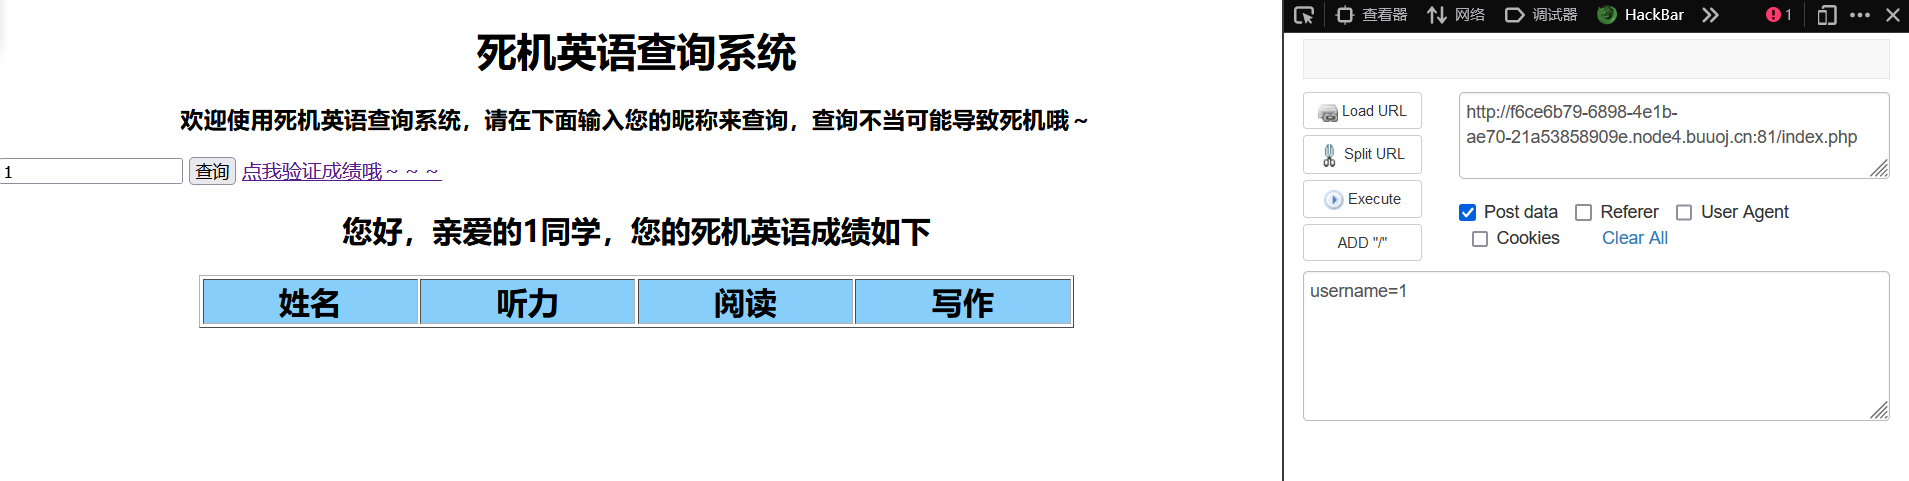 死机英语查询系统
欢迎使用死机英语查询系统，请在下面输入您的昵称来查询，查询不当可能导致死机哦～
1 查询 点我验证成绩哦～～～
您好，亲爱的1同学，您的死机英语成绩如下
姓名 听力 阅读 写作
查看器 网络 调试器 HackBar 1
Load URL
Split URL
Execute
ADD "/"
http://f6ce6b79-6898-4e1b-
ae70-21a53858909e.node4.buuoj.cn:81/index.php
Post data Referer User Agent
Cookies Clear All
username=1